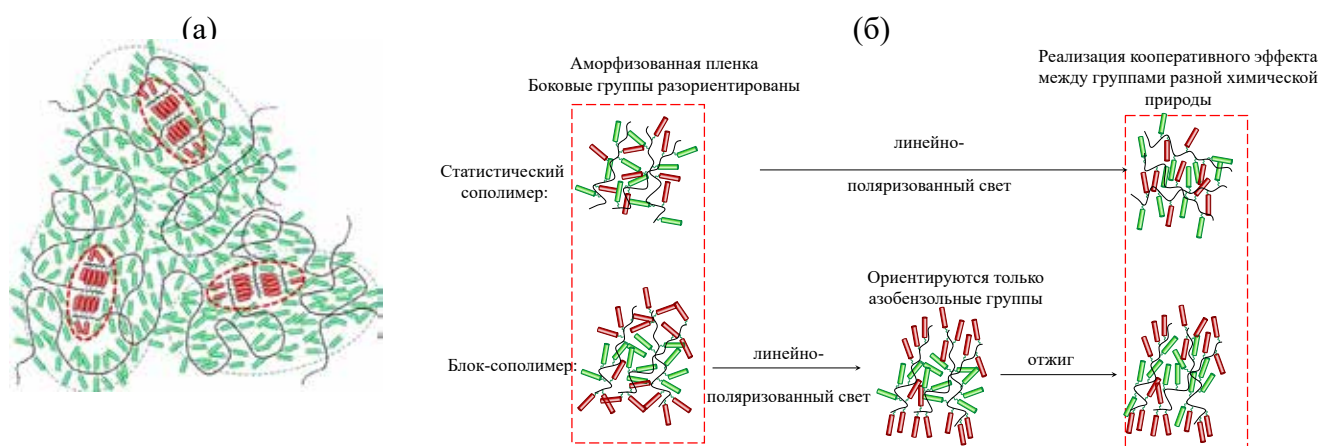 (а)
(б)
Аморфизованная пленка
Боковые группы разориентированы
Реализация кооперативного эффекта
между группами разной химической
природы
Статистический
сополимер:
линейно-
поляризованный свет
Ориентируются только
азобензольные группы
Блок-сополимер:
линейно-
поляризованный свет
отжиг